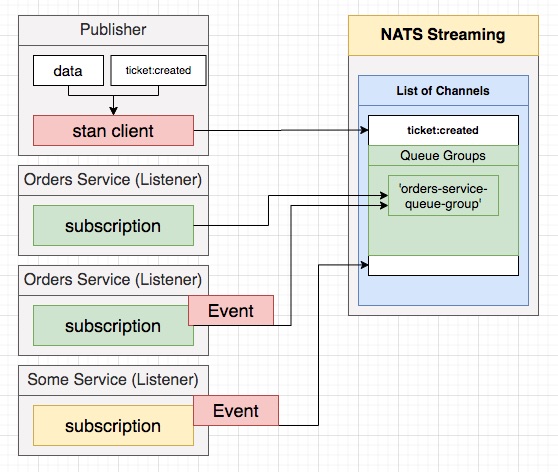 Publisher
data
ticket:created
stan client
Orders Service (Listener)
subscription
Orders Service (Listener)
subscription
Event
Some Service (Listener)
subscription
Event
NATS Streaming
List of Channels
ticket:created
Queue Groups
'orders-service-
queue-group'